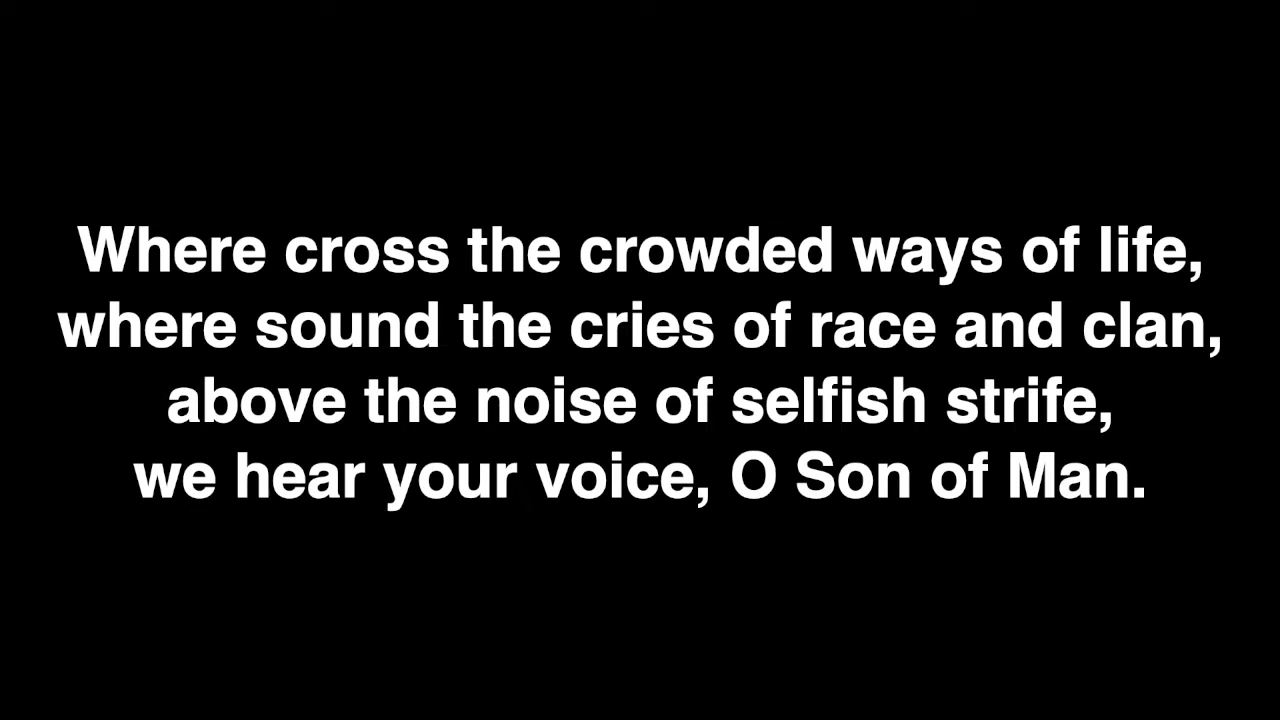 Where cross the crowded ways of life,
where sound the cries of race and clan,
above the noise of selfish strife,
we hear your voice, O Son of Man.